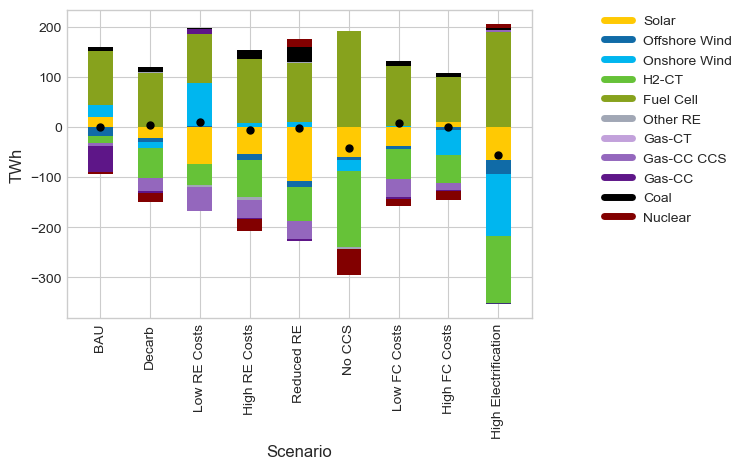 200
100
0
−100
−200
−300
TWh
BAU
Decarb
Low RE Costs
High RE Costs
Reduced RE
No CCS
Low FC Costs
High FC Costs
High Electrification
Scenario
Solar
Offshore Wind
Onshore Wind
H2-CT
Fuel Cell
Other RE
Gas-CT
Gas-CC CCS
Gas-CC
Coal
Nuclear